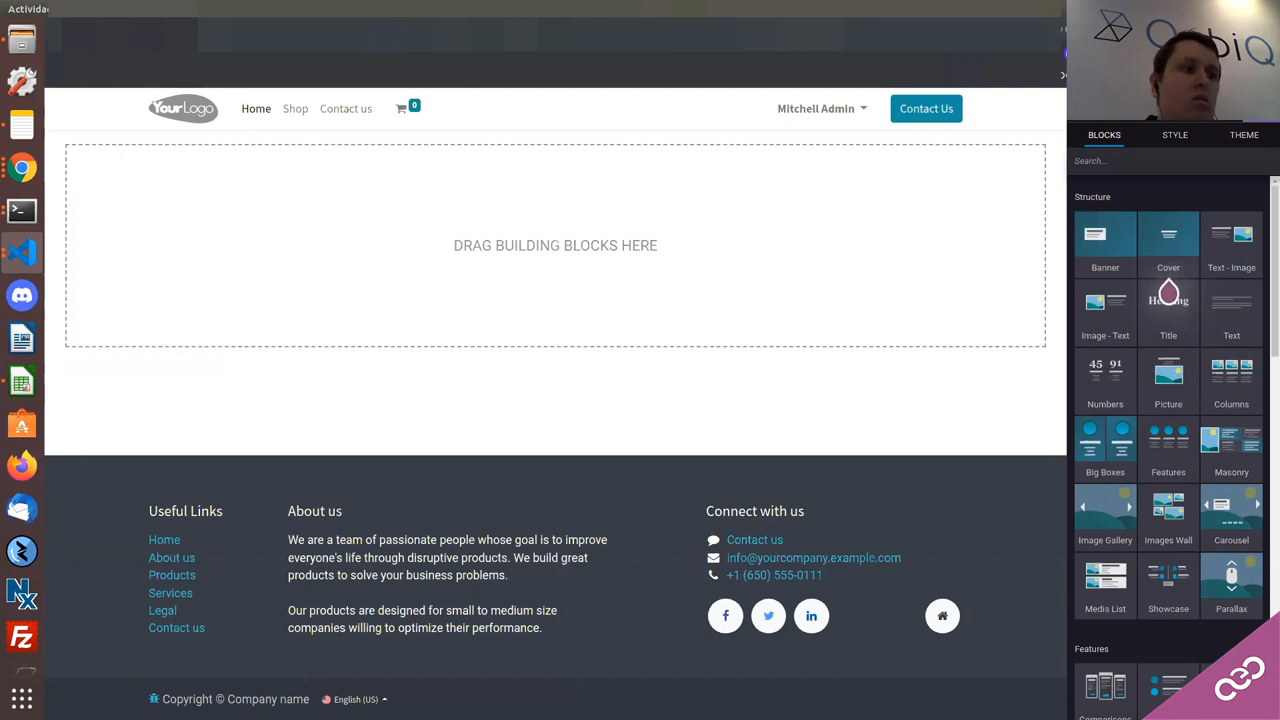 Actividades
QubiQ
YourLogo
Home
Shop
Contact us
0
Mitchell Admin
Contact Us
BLOCKS
STYLE
THEME
Search...
DRAG BUILDING BLOCKS HERE
Structure
Banner
Cover
Text - Image
Image - Text
Title
Text
45 91
Numbers
Picture
Columns
Big Boxes
Features
Masonry
Image Gallery
Images Wall
Carousel
Media List
Showcase
Parallax
Features
Useful Links
Home
About us
Products
Services
Legal
Contact us
About us
We are a team of passionate people whose goal is to improve
everyone's life through disruptive products. We build great
products to solve your business problems.
Our products are designed for small to medium size
companies willing to optimize their performance.
Connect with us
Contact us
info@yourcompany.example.com
+1 (650) 555-0111
Copyright © Company name
English (US)